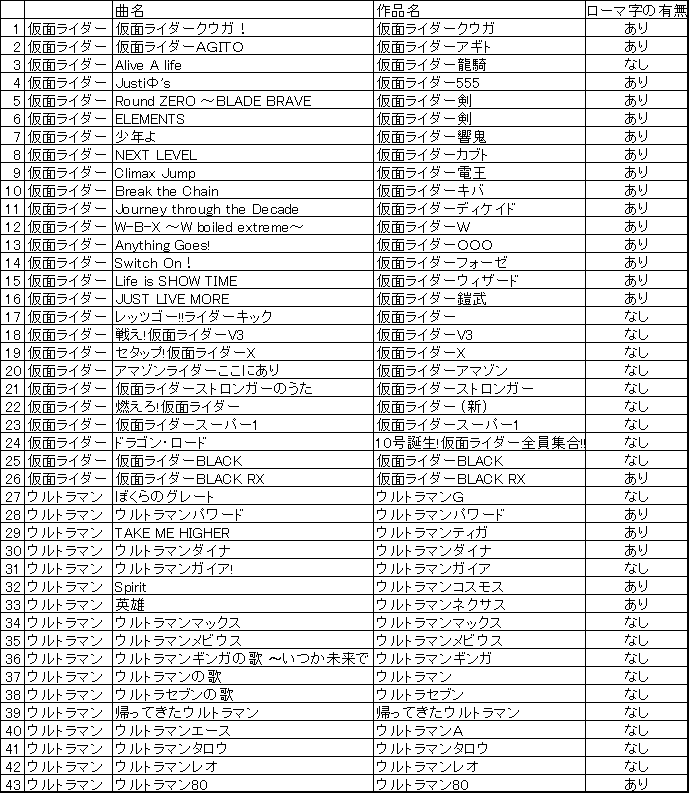 曲名 作品名 ローマ字の有無
1 仮面ライダー 仮面ライダークウガ！ 仮面ライダークウガ あり
2 仮面ライダー 仮面ライダーAGITO 仮面ライダーアギト あり
3 仮面ライダー Alive A life 仮面ライダー龍騎 なし
4 仮面ライダー JustiΦ's 仮面ライダー555 あり
5 仮面ライダー Round ZERO ～BLADE BRAVE 仮面ライダー剣 あり
6 仮面ライダー ELEMENTS 仮面ライダー剣 あり
7 仮面ライダー 少年よ 仮面ライダー響鬼 あり
8 仮面ライダー NEXT LEVEL 仮面ライダーカブト あり
9 仮面ライダー Climax Jump 仮面ライダー電王 あり
10 仮面ライダー Break the Chain 仮面ライダーキバ あり
11 仮面ライダー Journey through the Decade 仮面ライダーディケイド あり
12 仮面ライダー W-B-X ～W boiled extreme～ 仮面ライダーW あり
13 仮面ライダー Anything Goes! 仮面ライダーOOO あり
14 仮面ライダー Switch On！ 仮面ライダーフォーゼ あり
15 仮面ライダー Life is SHOW TIME 仮面ライダーウィザード あり
16 仮面ライダー JUST LIVE MORE 仮面ライダー鎧武 あり
17 仮面ライダー レッツゴー!!ライダーキック 仮面ライダー なし
18 仮面ライダー 戦え!仮面ライダーV3 仮面ライダーV3 なし
19 仮面ライダー セタップ!仮面ライダーX 仮面ライダーX なし
20 仮面ライダー アマゾンライダーここにあり 仮面ライダーアマゾン なし
21 仮面ライダー 仮面ライダーストロンガーのうた 仮面ライダーストロンガー なし
22 仮面ライダー 燃えろ!仮面ライダー 仮面ライダー（新） なし
23 仮面ライダー 仮面ライダースーパー1 仮面ライダースーパー1 なし
24 仮面ライダー ドラゴン・ロード 10号誕生!仮面ライダー全員集合!! なし
25 仮面ライダー 仮面ライダーBLACK 仮面ライダーBLACK なし
26 仮面ライダー 仮面ライダーBLACK RX 仮面ライダーBLACK RX あり
27 ウルトラマン ぼくらのグレート ウルトラマンG なし
28 ウルトラマン ウルトラマンパワード ウルトラマンパワード あり
29 ウルトラマン TAKE ME HIGHER ウルトラマンティガ あり
30 ウルトラマン ウルトラマンダイナ ウルトラマンダイナ あり
31 ウルトラマン ウルトラマンガイア! ウルトラマンガイア なし
32 ウルトラマン Spirit ウルトラマンコスモス あり
33 ウルトラマン 英雄 ウルトラマンネクサス あり
34 ウルトラマン ウルトラマンマックス ウルトラマンマックス なし
35 ウルトラマン ウルトラマンメビウス ウルトラマンメビウス なし
36 ウルトラマン ウルトラマンギンガの歌 ～いつか未来で ウルトラマンギンガ なし
37 ウルトラマン ウルトラマンの歌 ウルトラマン なし
38 ウルトラマン ウルトラセブンの歌 ウルトラセブン なし
39 ウルトラマン 帰ってきたウルトラマン 帰ってきたウルトラマン なし
40 ウルトラマン ウルトラマンエース ウルトラマンA なし
41 ウルトラマン ウルトラマンタロウ ウルトラマンタロウ なし
42 ウルトラマン ウルトラマンレオ ウルトラマンレオ なし
43 ウルトラマン ウルトラマン80 ウルトラマン80 あり